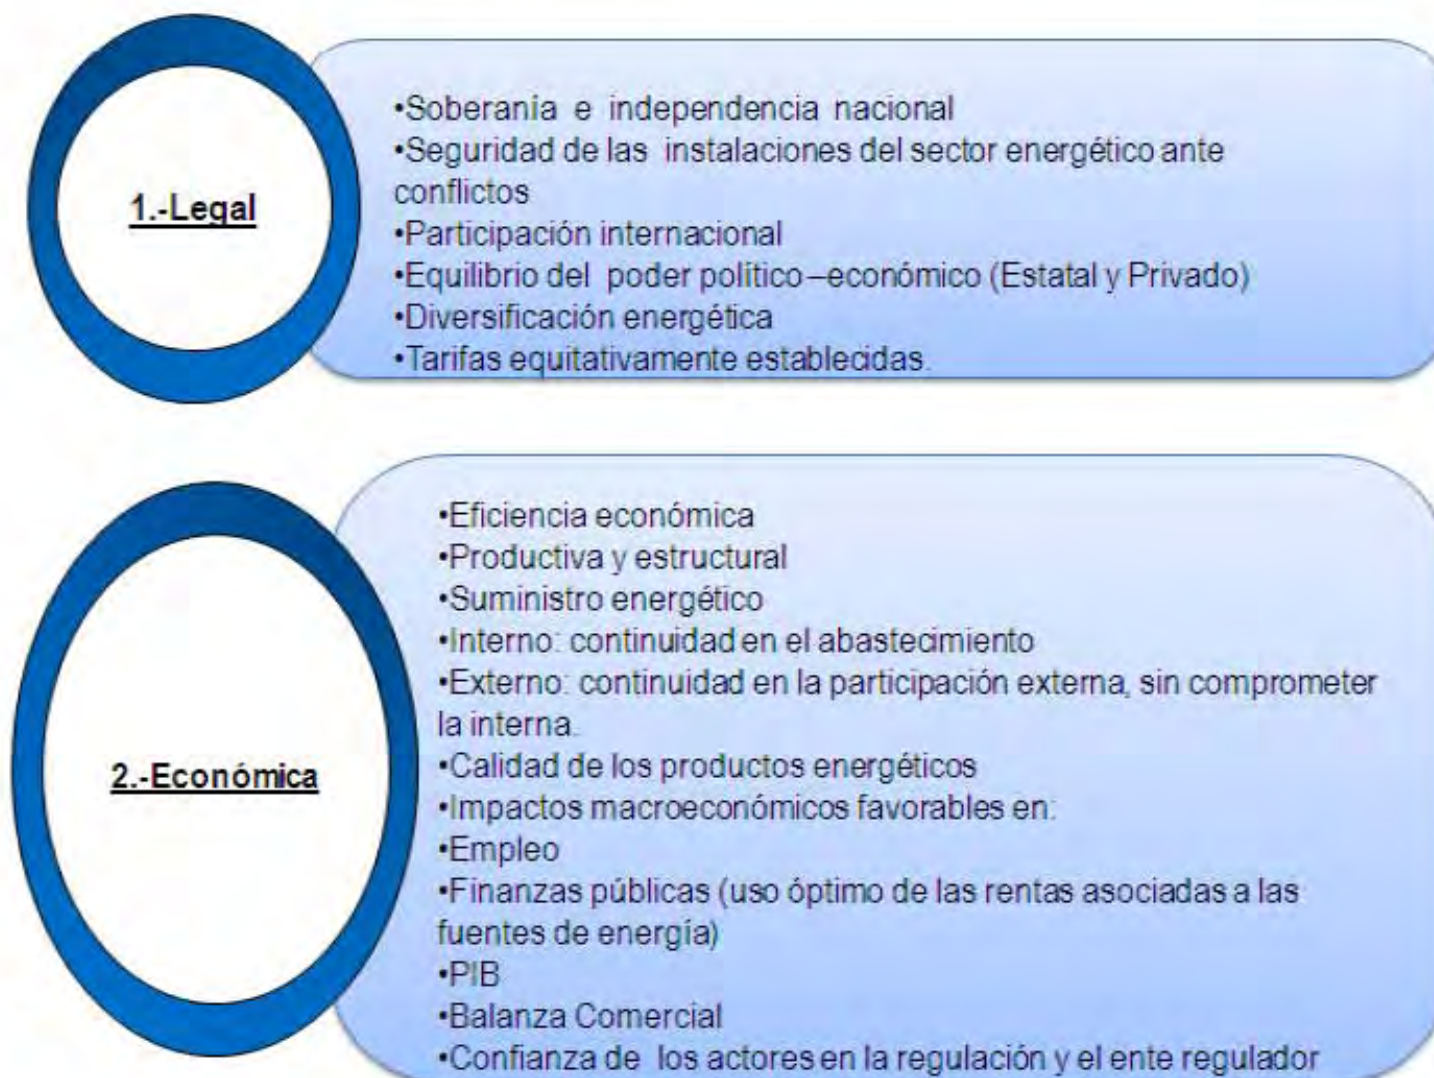 1.-Legal
•Soberanía e independencia nacional
•Seguridad de las instalaciones del sector energético ante
conflictos
•Participación internacional
•Equilibrio del poder político –económico (Estatal y Privado)
•Diversificación energética
•Tarifas equitativamente establecidas.
2.-Económica
•Eficiencia económica
•Productiva y estructural
•Suministro energético
•Interno: continuidad en el abastecimiento
•Externo: continuidad en la participación externa, sin comprometer
la interna.
•Calidad de los productos energéticos
•Impactos macroeconómicos favorables en:
•Empleo
•Finanzas públicas (uso óptimo de las rentas asociadas a las
fuentes de energía)
•PIB
•Balanza Comercial
•Confianza de los actores en la regulación y el ente regulador